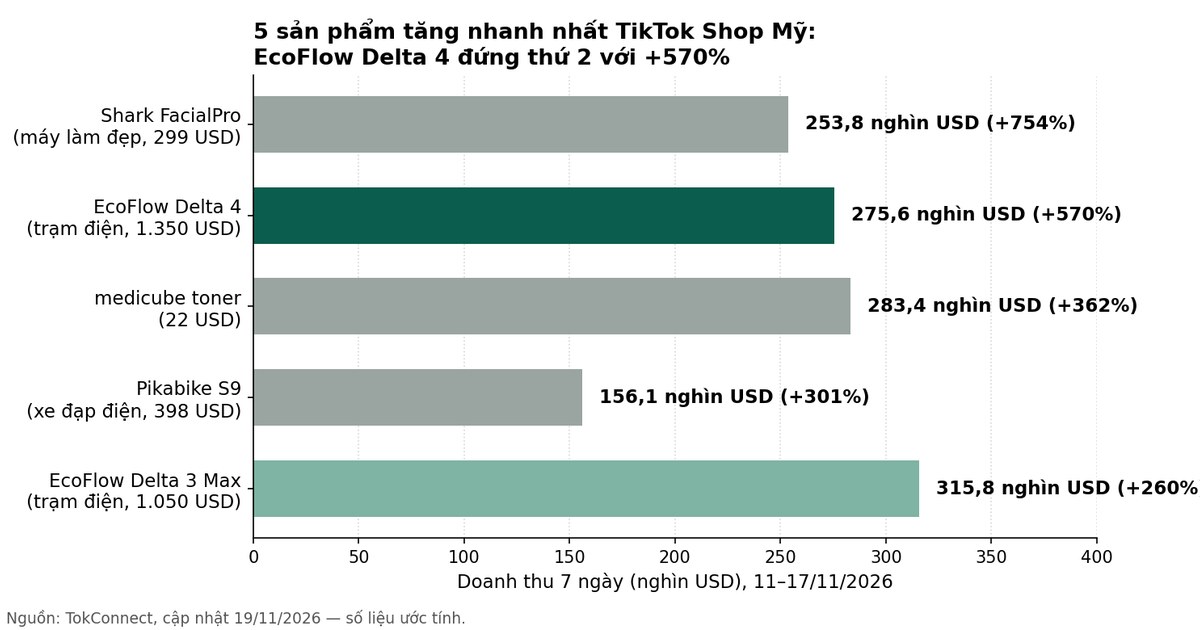 5 sản phẩm tăng nhanh nhất TikTok Shop Mỹ:
EcoFlow Delta 4 đứng thứ 2 với +570%
Shark FacialPro
(máy làm đẹp, 299 USD)
253,8 nghìn USD (+754%)
EcoFlow Delta 4
(trạm điện, 1.350 USD)
275,6 nghìn USD (+570%)
medicube toner
(22 USD)
283,4 nghìn USD (+362%)
Pikabike S9
(xe đạp điện, 398 USD)
156,1 nghìn USD (+301%)
EcoFlow Delta 3 Max
(trạm điện, 1.050 USD)
315,8 nghìn USD (+260%
0 50 100 150 200 250 300 350 400
Doanh thu 7 ngày (nghìn USD), 11–17/11/2026
Nguồn: TokConnect, cập nhật 19/11/2026 — số liệu ước tính.